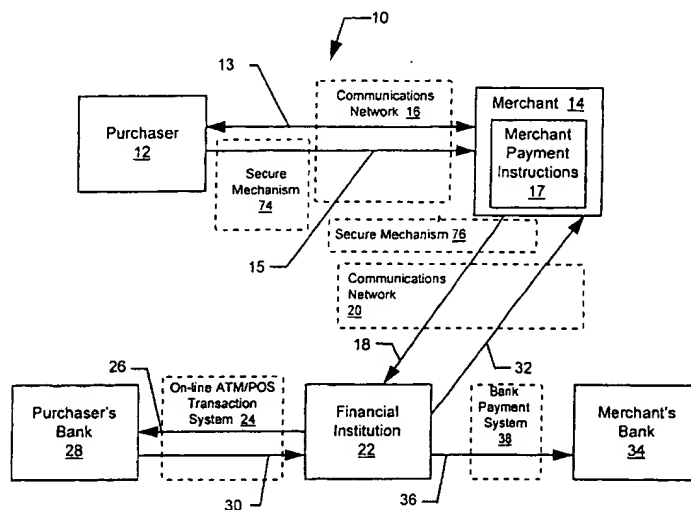 10
13
Communications
Network 16
Merchant 14
Purchaser
12
Merchant
Payment
Instructions
17
Secure
Mechanism
74
Secure Mechanism 76
15
Communications
Network
20
18
32
26
On-line ATM/POS
Transaction
System 24
Bank
Payment
System
38
Purchaser's
Bank
28
Financial
Institution
22
Merchant's
Bank
34
30
36